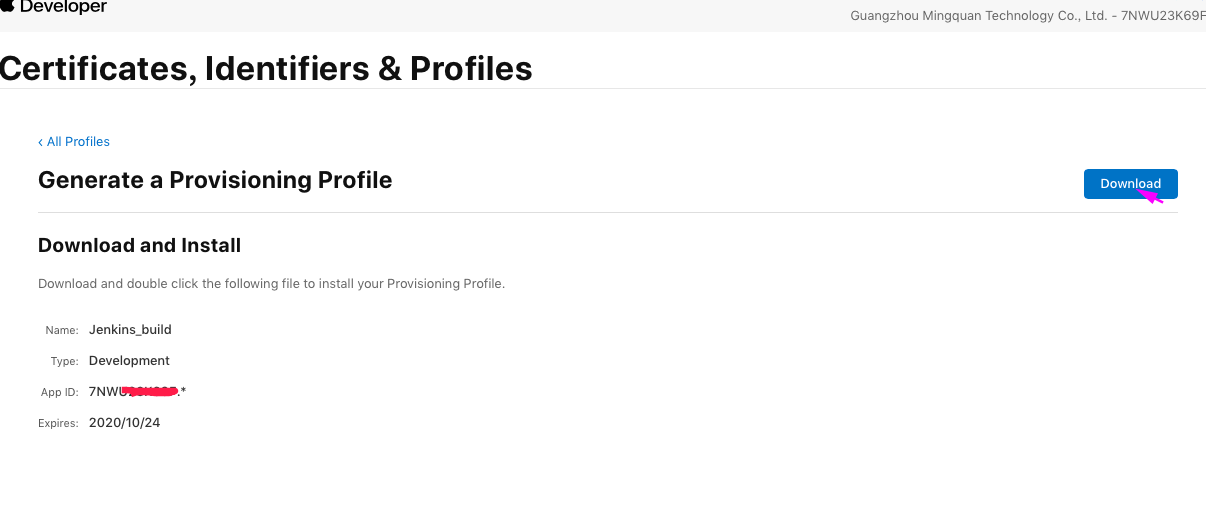 Developer
Guangzhou Mingquan Technology Co., Ltd. - 7NWU23K69F
Certificates, Identifiers & Profiles
‹ All Profiles
Generate a Provisioning Profile
Download
Download and Install
Download and double click the following file to install your Provisioning Profile.
Name: Jenkins_build
Type: Development
App ID: 7NWU .*
Expires: 2020/10/24